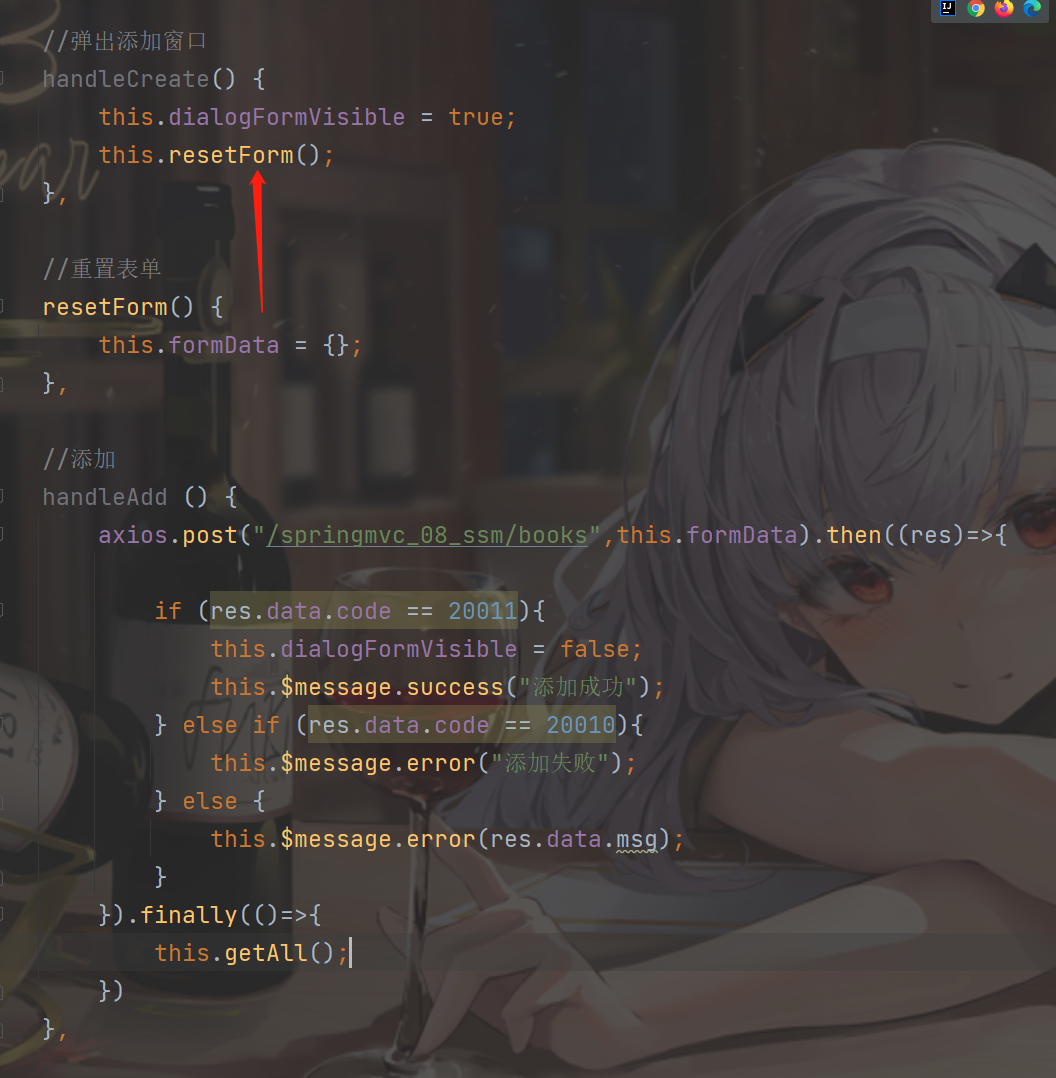 //弹出添加窗口
handleCreate() {
this.dialogFormVisible = true;
this.resetForm();
},
//重置表单
resetForm() {
this.formData = {};
},
//添加
handleAdd () {
axios.post("/springmvc_08_ssm/books",this.formData).then((res)=>{
if (res.data.code == 20011){
this.dialogFormVisible = false;
this.$message.success("添加成功");
} else if (res.data.code == 20010){
this.$message.error("添加失败");
} else {
this.$message.error(res.data.msg);
}
}).finally(()=>{
this.getAll();
})
},